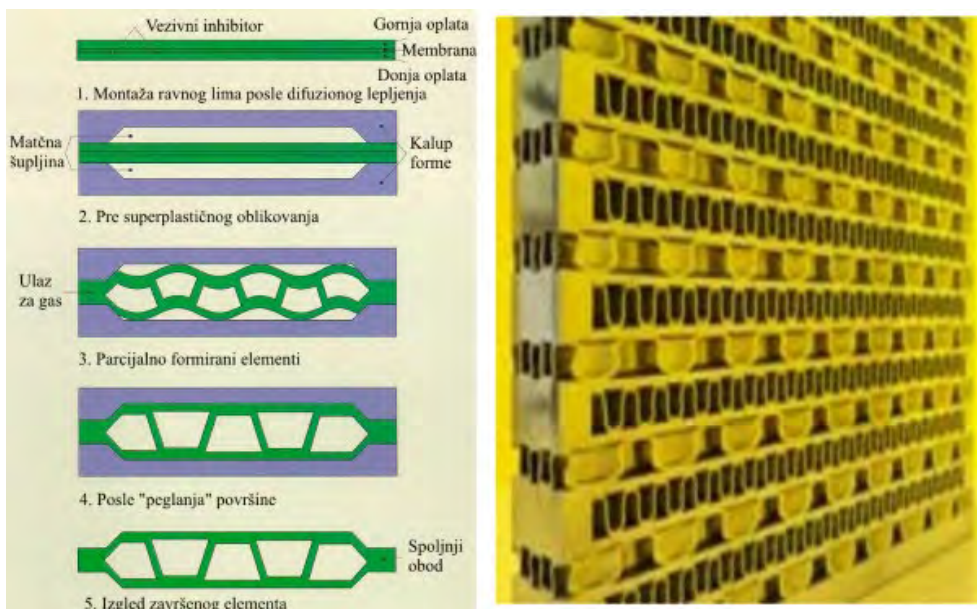 Vezivni inhibitor
Gornja oplata
Membrana
Donja oplata
1. Montaža ravnog lima posle difuzionog lepljenja
Matčna
šupljina
Kalup
forme
2. Pre superplastičnog oblikovanja
Ulaz
za gas
3. Parcijalno formirani elementi
4. Posle "peglanja" površine
Spoljnji
obod
5. Izgled završenog elementa